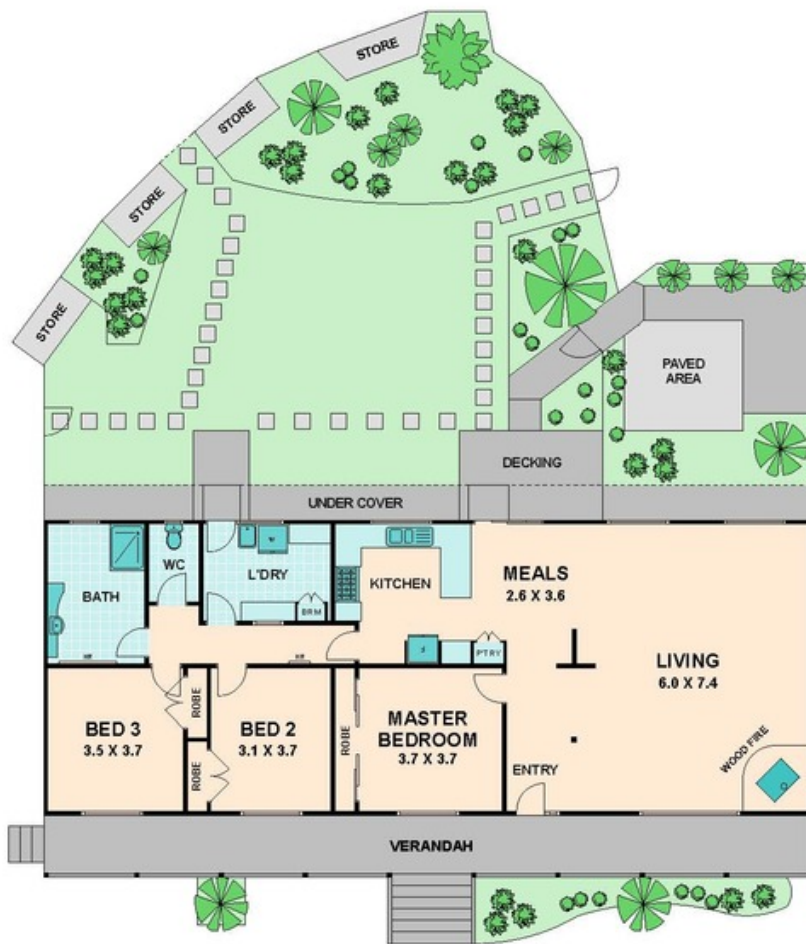 STORE
STORE
STORE
STORE
PAVED
AREA
DECKING
UNDER COVER
BATH
WC
L'DRY
BRM
KITCHEN
MEALS
2.6 X 3.6
PTRY
LIVING
6.0 X 7.4
BED 3
3.5 X 3.7
ROBE
ROBE
BED 2
3.1 X 3.7
ROBE
MASTER
BEDROOM
3.7 X 3.7
ENTRY
WOOD FIRE
VERANDAH